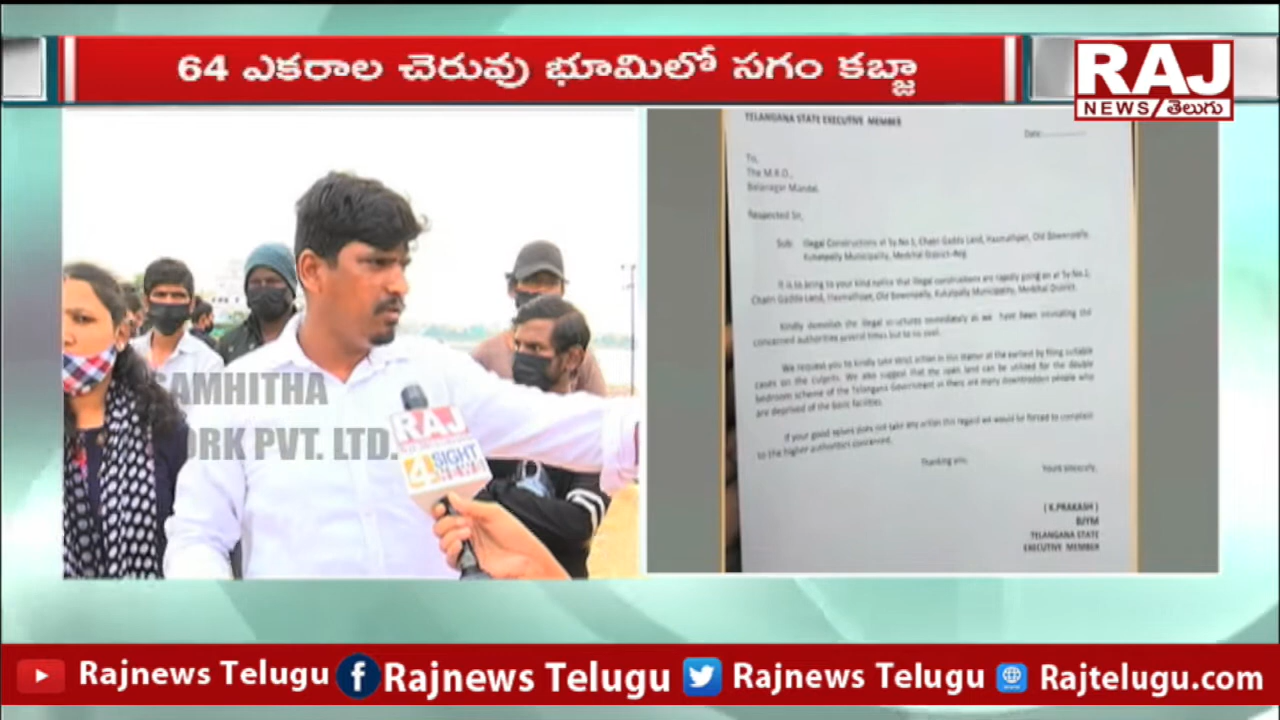 64 ఎకరాల చెరువు భూమిలో సగం కబ్జా
RAJ
NEWS/తెలుగు
SAMHITHA
ORK PVT. LTD.
RAJ
4 SIGHT
NEWS
TELANGANA STATE EXECUTIVE MEMBER
Date:
To,
The M.R.O.,
Balanagar Mandal.
Respected Sir,
Sub: Illegal Constructions at Sy No.1, Chatri Gadda Land, Hasmathpet, Old Bowenpally,
Kukatpally Municipality, Medchal District-Reg
It is to bring to your kind notice that illegal constructions are rapidly going on at Sy No.1,
Chatri Gadda Land, Hasmathpet, Old Bowenpally, Kukatpally Municipality, Medchal District.
Kindly demolish the illegal structures immediately as we have been intimating the
concerned authorities several times but to no avail.
We request you to kindly take strict action in this matter at the earliest by filing suitable
cases on the culprits. We also suggest that the open land can be utilized for the double
bedroom scheme of the Telangana Government as there are many downtrodden people who
are deprived of the basic facilities.
If your good selves does not take any action this regard we would be forced to complain
to the higher authorities concerned.
Thanking you,
Yours sincerely,
( K.PRAKASH )
BJYM
TELANGANA STATE
EXECUTIVE MEMBER
Rajnews Telugu
Rajnews Telugu
Rajnews Telugu
Rajtelugu.com